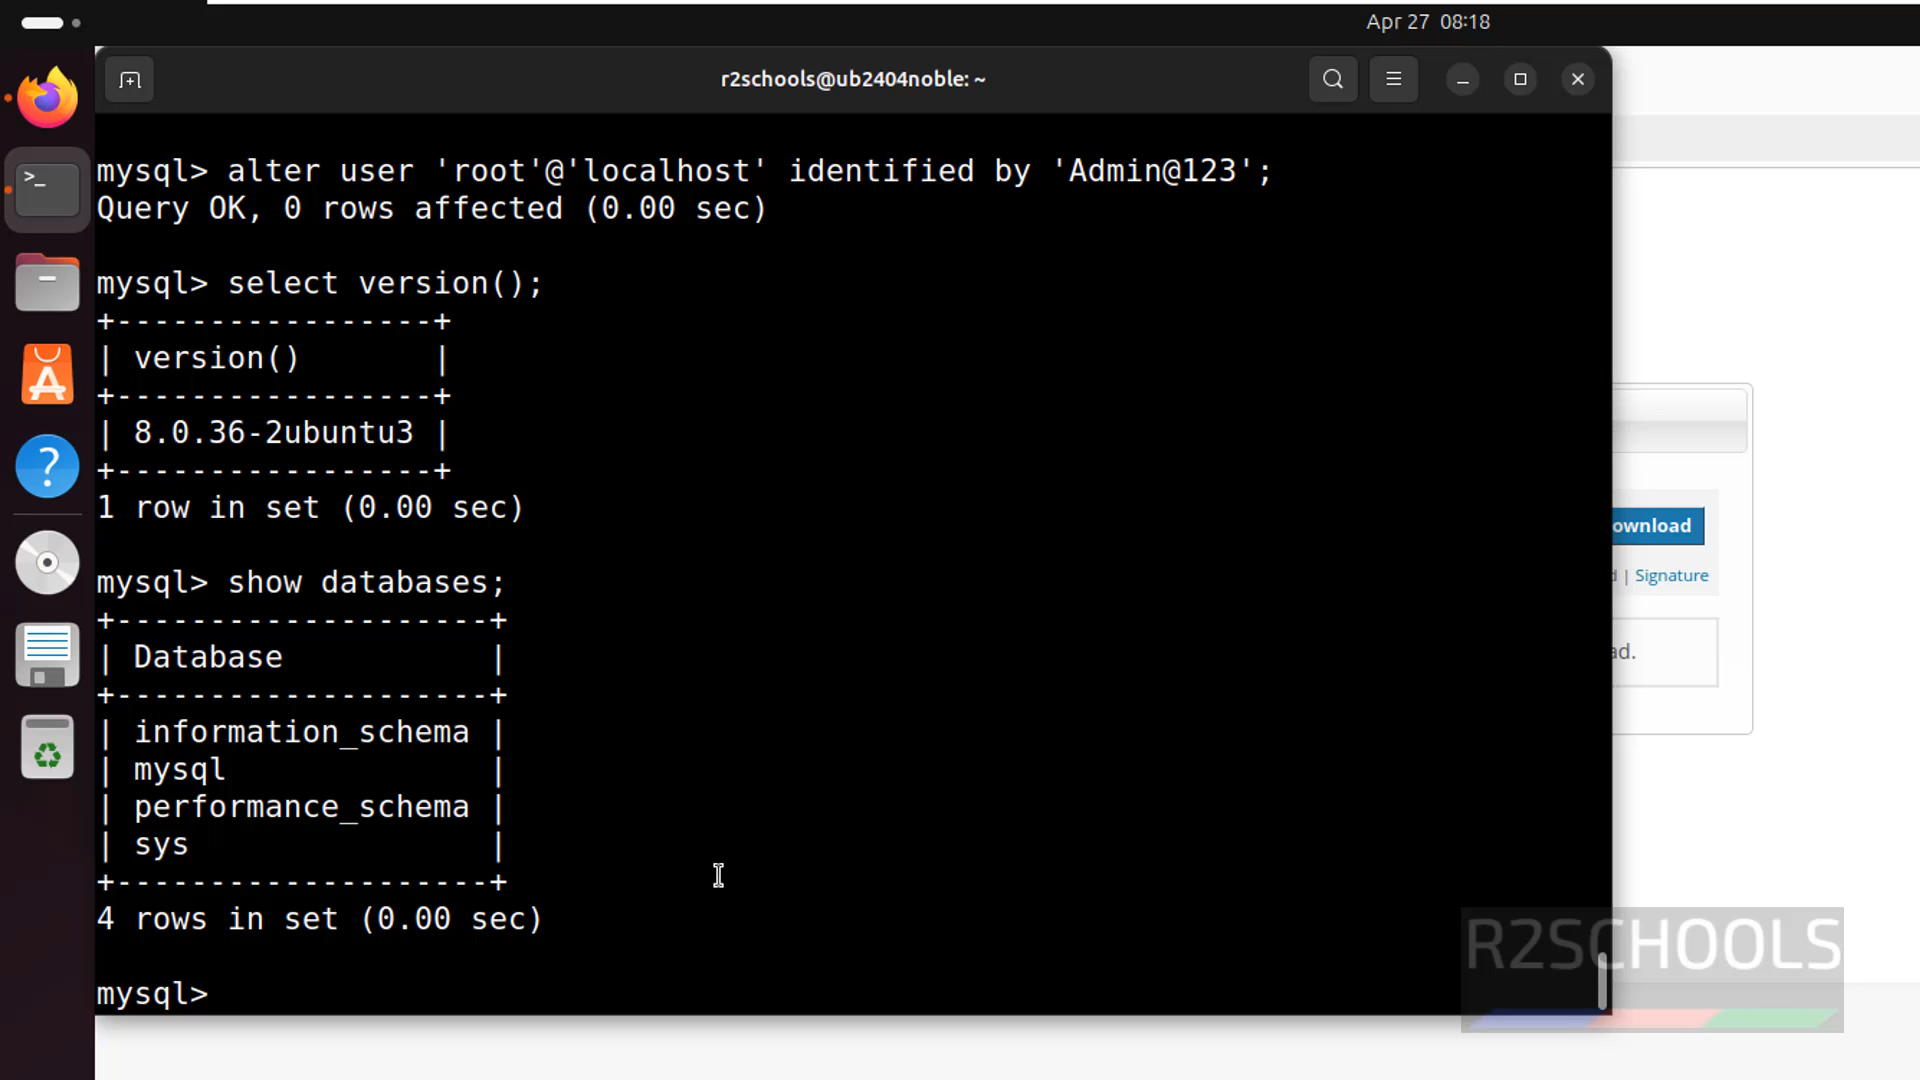 Apr 27 08:18
r2schools@ub2404noble: ~
mysql> alter user 'root'@'localhost' identified by 'Admin@123';
Query OK, 0 rows affected (0.00 sec)
mysql> select version();
+-----------------+
| version()       |
+-----------------+
| 8.0.36-2ubuntu3 |
+-----------------+
1 row in set (0.00 sec)
mysql> show databases;
+--------------------+
| Database           |
+--------------------+
| information_schema |
| mysql              |
| performance_schema |
| sys                |
+--------------------+
4 rows in set (0.00 sec)
mysql>
ownload
d | Signature
ad.
R2SCHOOLS